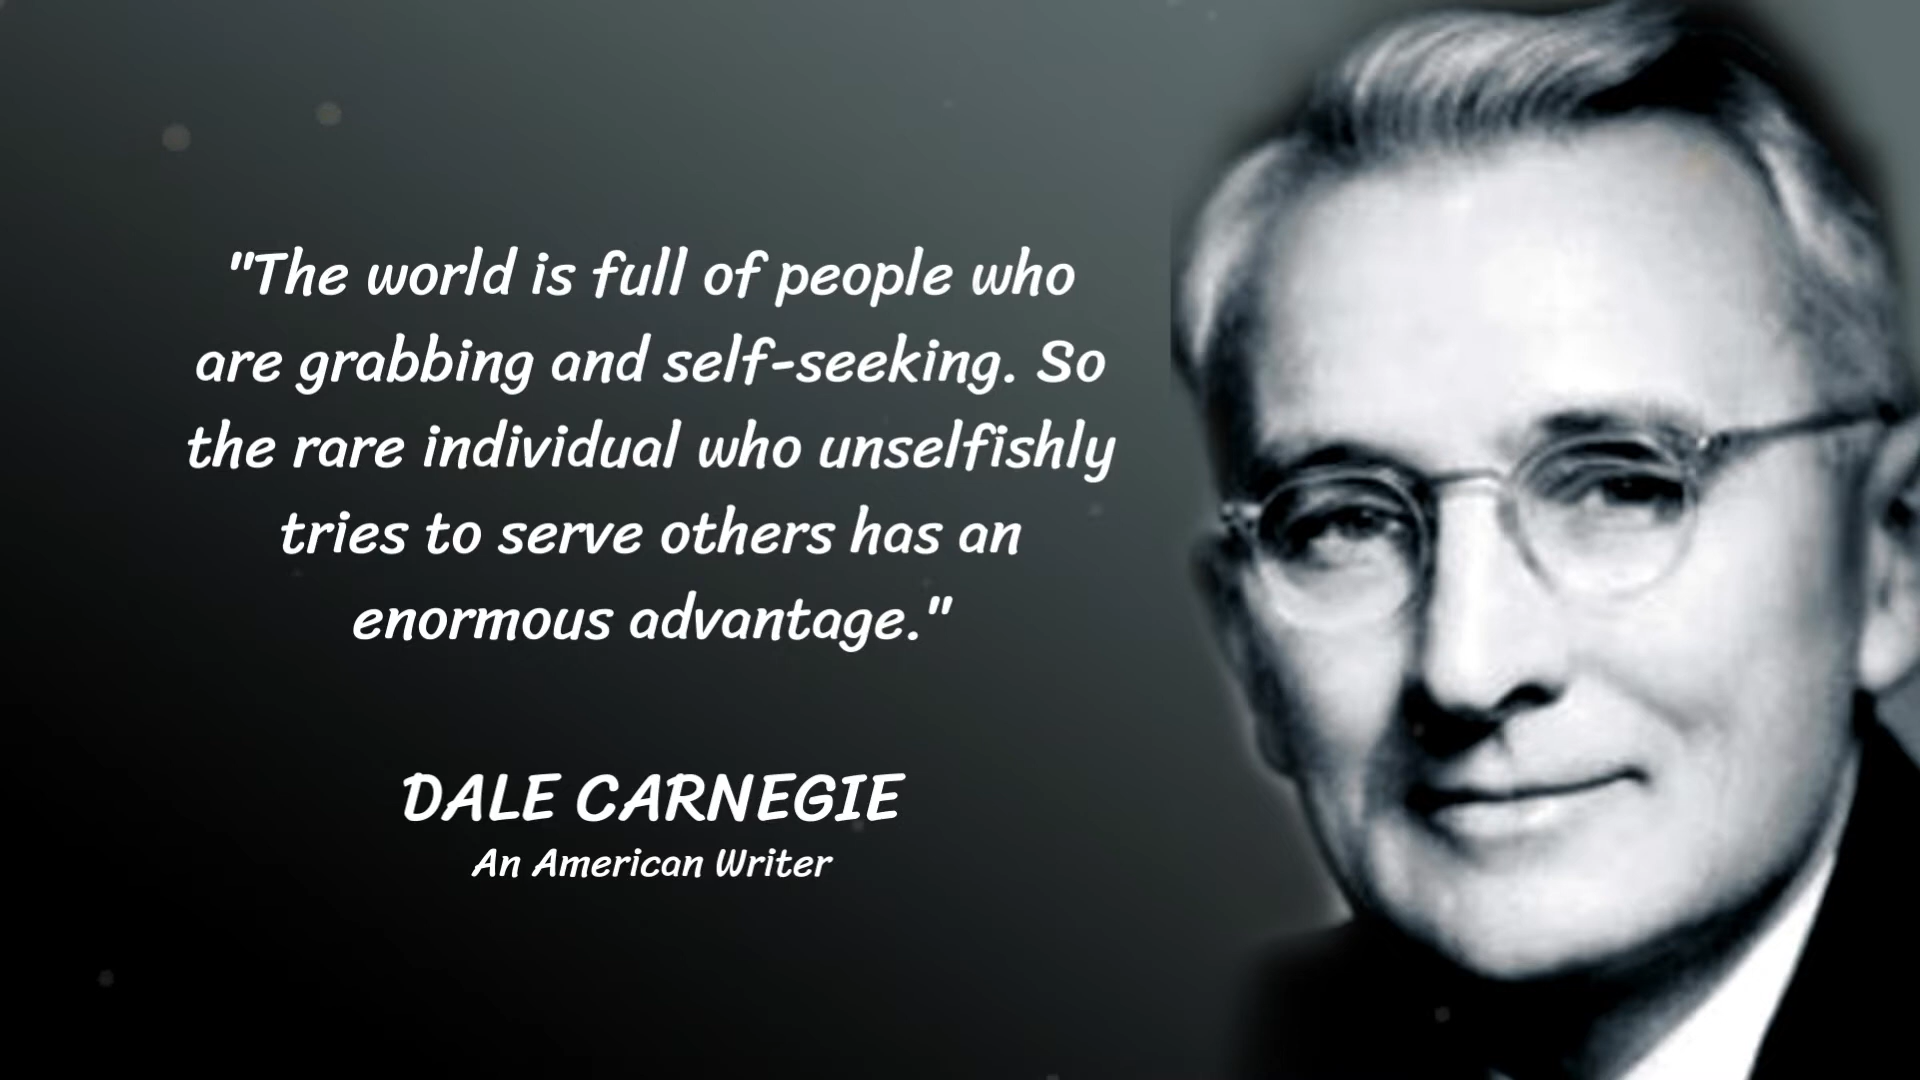 "The world is full of people who
are grabbing and self-seeking. So
the rare individual who unselfishly
tries to serve others has an
enormous advantage."
DALE CARNEGIE
An American Writer